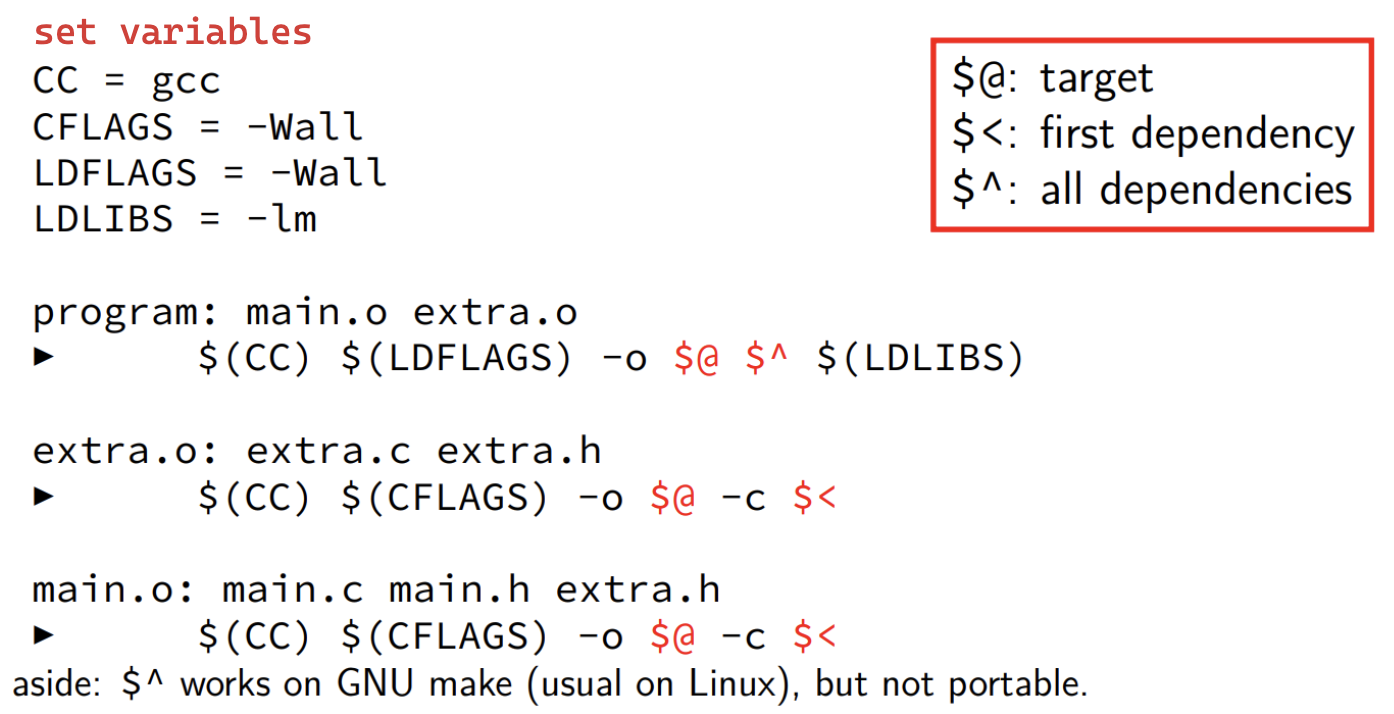 set variables
CC = gcc
CFLAGS = -Wall
LDFLAGS = -Wall
LDLIBS = -lm
$@: target
$<: first dependency
$^: all dependencies
program: main.o extra.o
▶ $(CC) $(LDFLAGS) -o $@ $^ $(LDLIBS)
extra.o: extra.c extra.h
▶ $(CC) $(CFLAGS) -o $@ -c $<
main.o: main.c main.h extra.h
▶ $(CC) $(CFLAGS) -o $@ -c $<
aside: $^ works on GNU make (usual on Linux), but not portable.